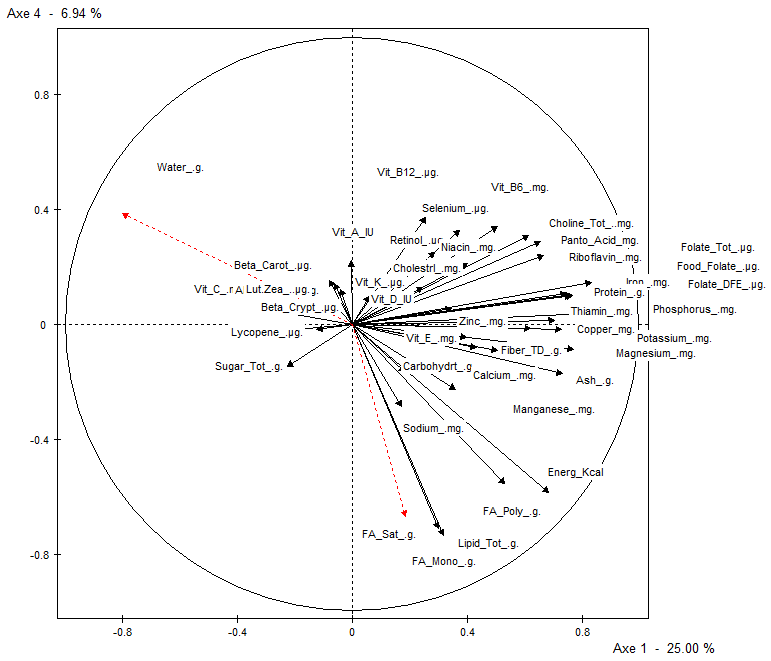 Axe 4 - 6.94 %
0.8
Water_.g.
Vit_B12_.µg.
Vit_B6_.mg.
0.4
Selenium_.µg.
Choline_Tot_..mg.
Vit_A_IU
Retinol_.µg
Panto_Acid_mg.
Niacin_.mg.
Folate_Tot_.µg.
Riboflavin_.mg.
Beta_Carot_.µg.
Cholestrl_.mg.
Food_Folate_.µg.
Vit_K_.µg.
Iron_.mg.
Folate_DFE_.µg.
Vit_C_.m
Lut.Zea_.µg.
Protein_.g.
Vit_D_IU
Beta_Crypt_.µg.
Thiamin_.mg.
Phosphorus_.mg.
0
Zinc_.mg.
Lycopene_.µg.
Copper_.mg.
Vit_E_.mg.
Potassium_.mg.
Fiber_TD_.g.
Magnesium_.mg.
Sugar_Tot_.g.
Carbohydrt_.g
Calcium_.mg.
Ash_.g.
Manganese_.mg.
Sodium_.mg.
-0.4
Energ_Kcal
FA_Poly_.g.
FA_Sat_.g.
Lipid_Tot_.g.
-0.8
FA_Mono_.g.
-0.8 -0.4 0 0.4 0.8
Axe 1 - 25.00 %